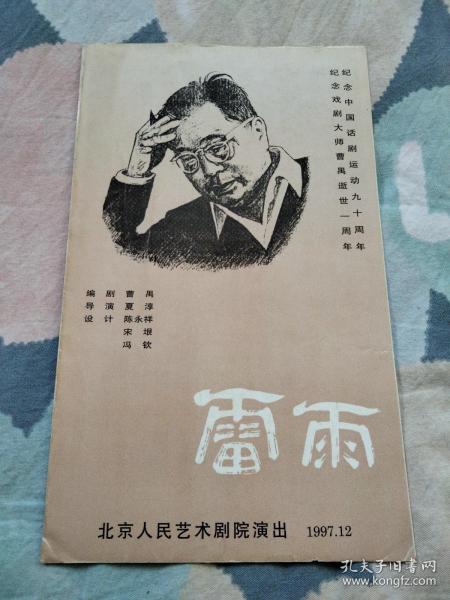 纪念中国话剧运动九十周年
纪念戏剧大师曹禺逝世一周年
编剧 曹禺
导演 夏淳
设计 陈永祥
宋垠
冯钦
雷雨
北京人民艺术剧院演出 1997.12
孔夫子旧书网
www.kongfz.com